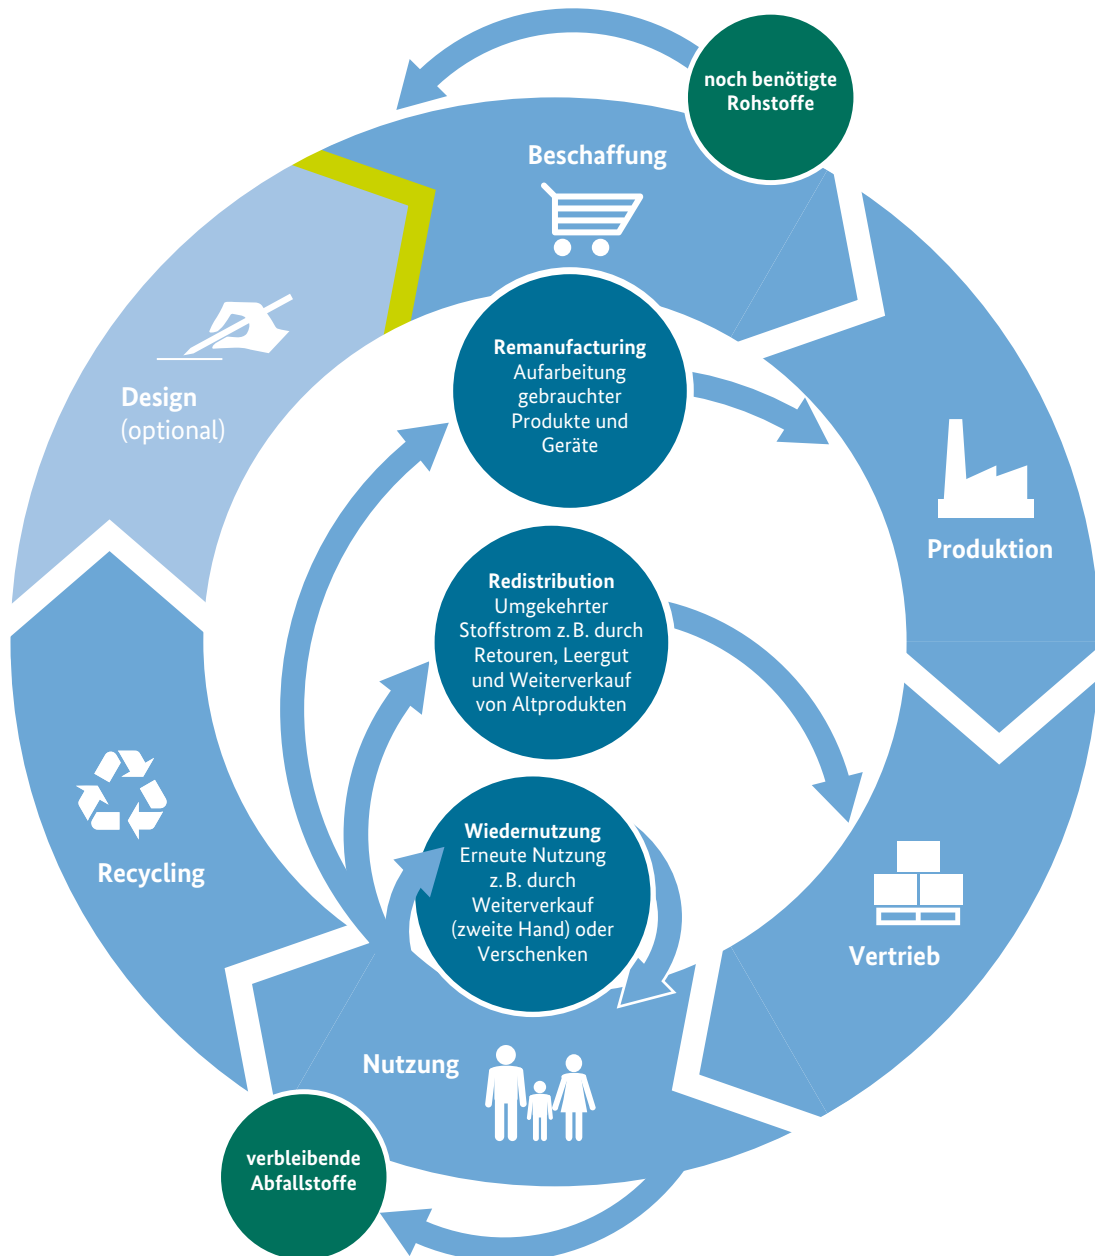 noch benötigte
Rohstoffe
Beschaffung
Remanufacturing
Aufarbeitung
gebrauchter
Produkte und
Geräte
Design
(optional)
Produktion
Redistribution
Umgekehrter
Stoffstrom z. B. durch
Retouren, Leergut
und Weiterverkauf
von Altprodukten
Wiedernutzung
Erneute Nutzung
z. B. durch
Weiterverkauf
(zweite Hand) oder
Verschenken
Recycling
Vertrieb
Nutzung
verbleibende
Abfallstoffe